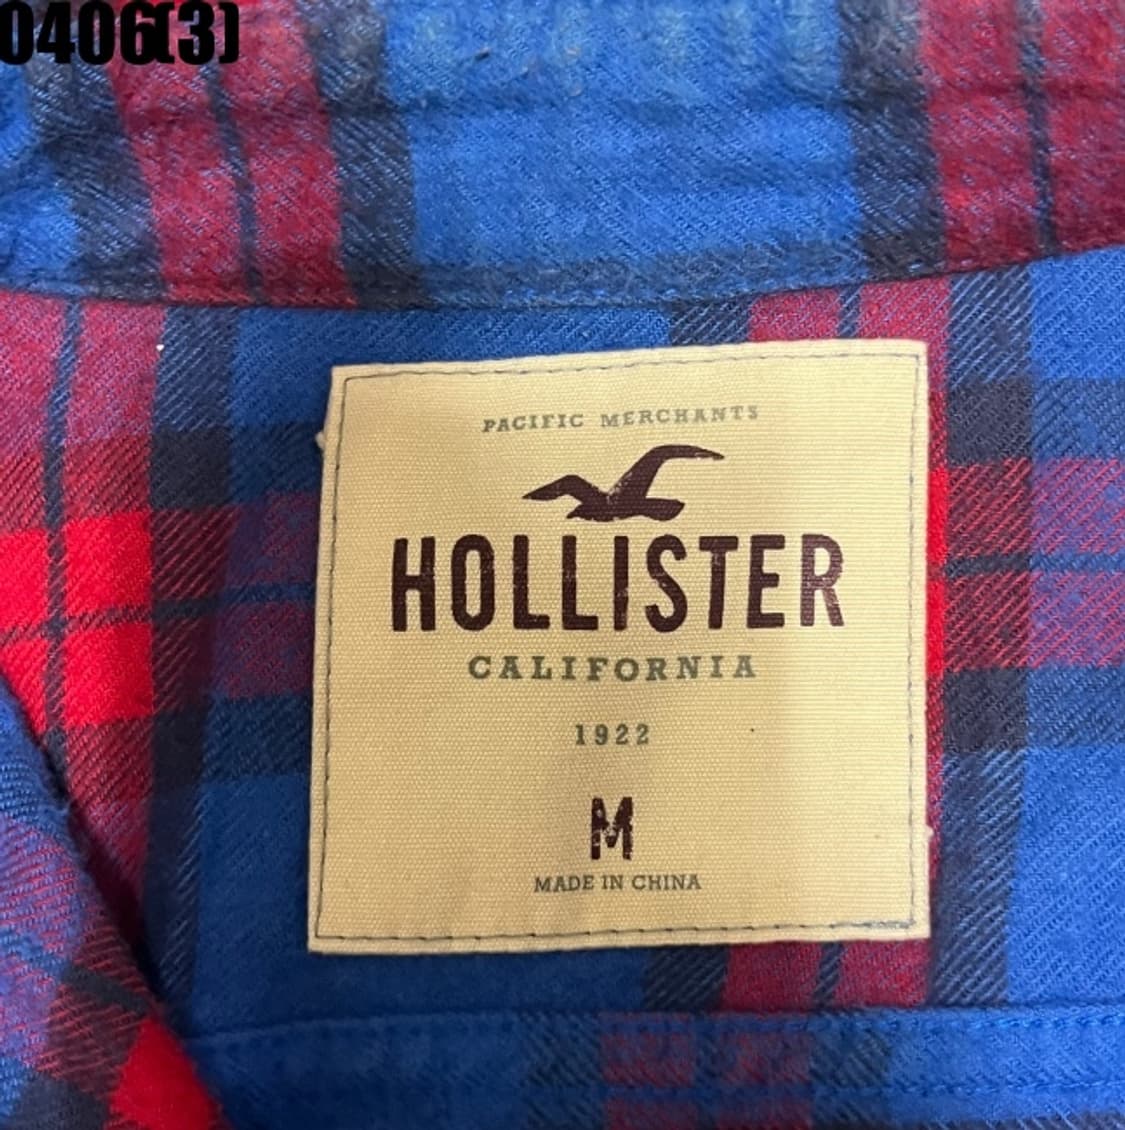 0406(3)
PACIFIC MERCHANTS
HOLLISTER
CALIFORNIA
1922
M
MADE IN CHINA